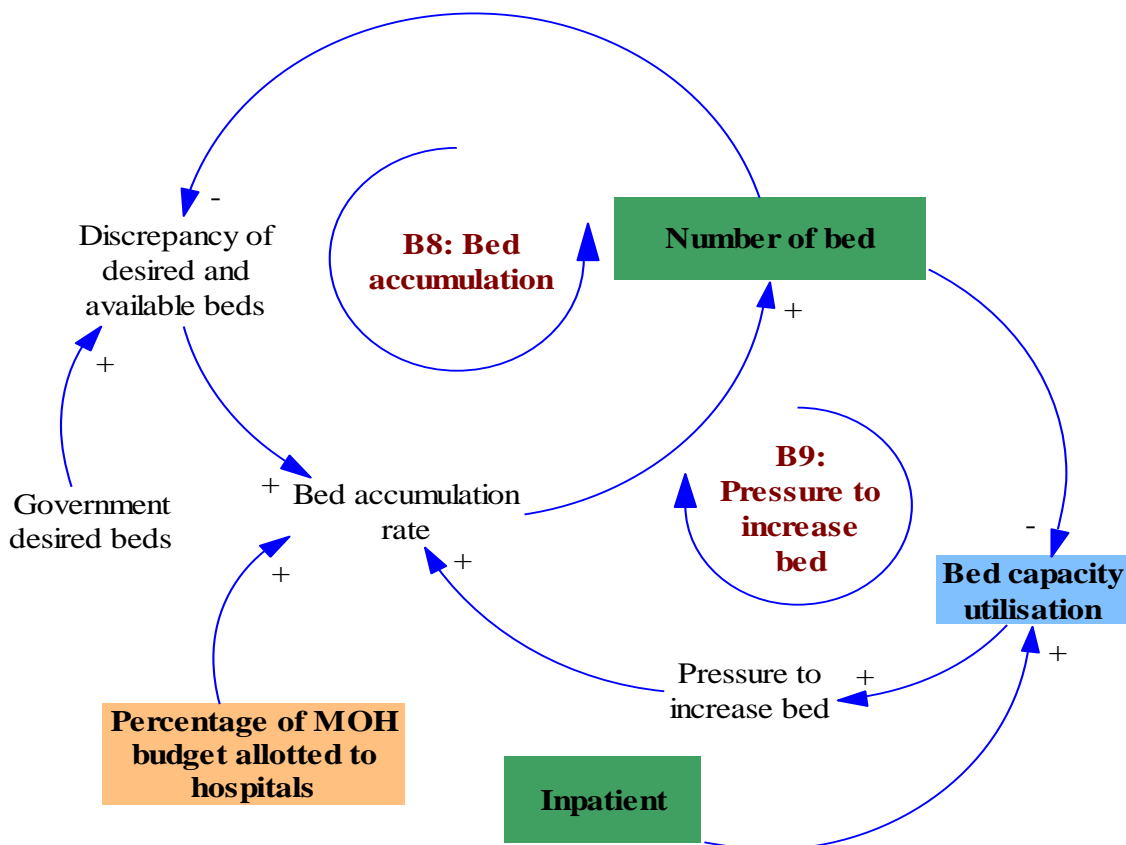 -
Discrepancy of
desired and
available beds
B8: Bed
accumulation
Number of bed
+
+
B9:
Pressure to
increase
bed
Government
desired beds
+
Bed accumulation
rate
+
+
-
Bed capacity
utilisation
+
+
Pressure to
increase bed
Percentage of MOH
budget allotted to
hospitals
Inpatient